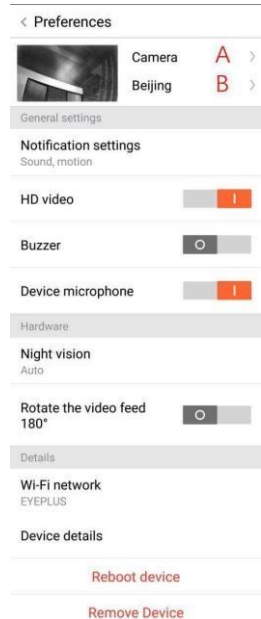 < Preferences
Camera A >
Beijing B >
General settings
Notification settings
Sound, motion
HD video
Buzzer
Device microphone
Hardware
Night vision
Auto
Rotate the video feed
180°
Details
Wi-Fi network
EYEPLUS
Device details
Reboot device
Remove Device